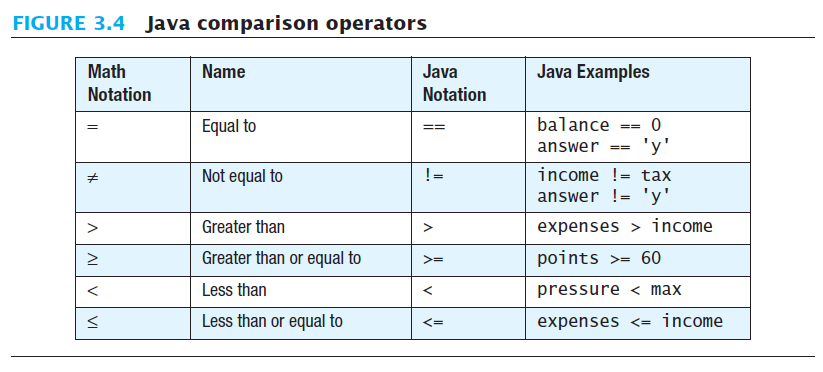 FIGURE 3.4 Java comparison operators
Math Notation Name Java Notation Java Examples
= Equal to == balance == 0
answer == 'y'
≠ Not equal to != income != tax
answer != 'y'
> Greater than > expenses > income
≥ Greater than or equal to >= points >= 60
< Less than < pressure < max
≤ Less than or equal to <= expenses <= income